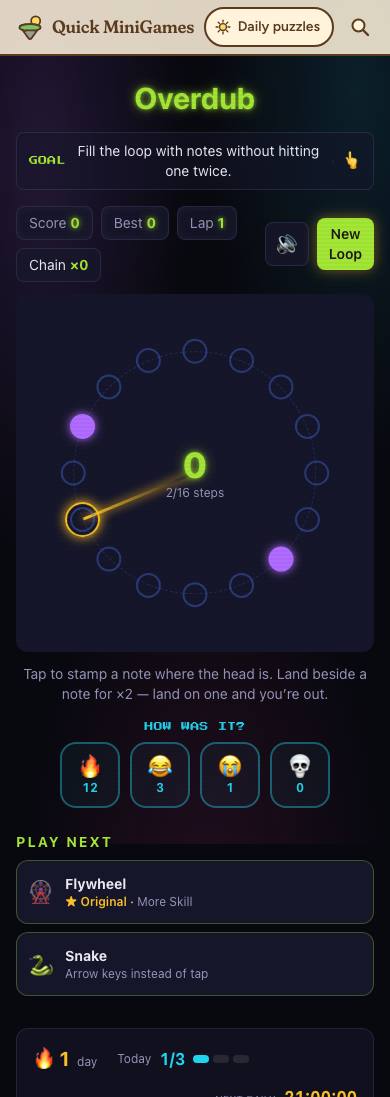 Quick MiniGames
Daily puzzles
Overdub
GOAL
Fill the loop with notes without hitting
one twice.
Score 0
Best 0
Lap 1
Chain ×0
New
Loop
0
2/16 steps
Tap to stamp a note where the head is. Land beside a
note for ×2 — land on one and you're out.
HOW WAS IT?
12
3
1
0
PLAY NEXT
Flywheel
Original · More Skill
Snake
Arrow keys instead of tap
1 day
Today 1/3
21:00:00